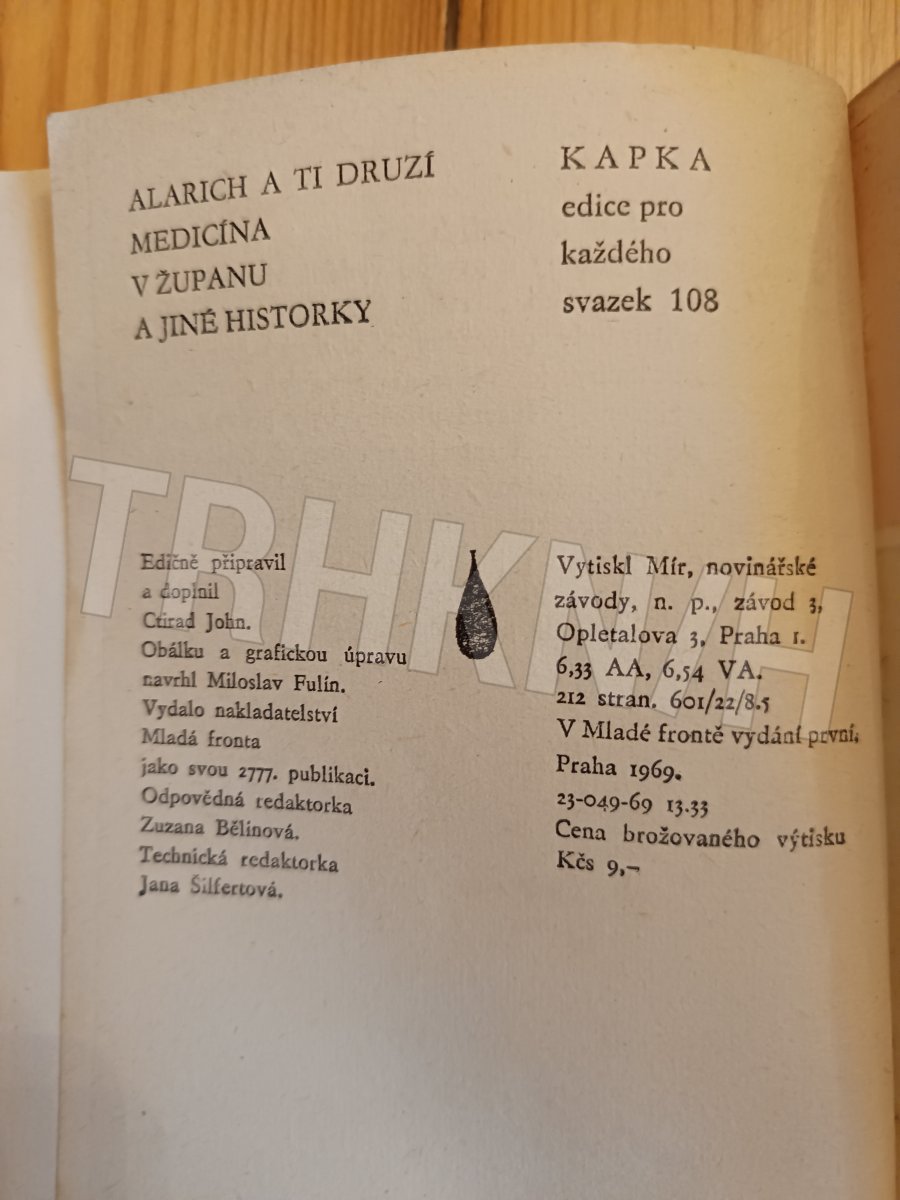 ALARICH A TI DRUZÍ
MEDICÍNA
V ŽUPANU
A JINÉ HISTORKY
KAPKA
edice pro
každého
svazek 108
Edičně připravil
a doplnil
Ctirad John.
Obálku a grafickou úpravu
navrhl Miloslav Fulín.
Vydalo nakladatelství
Mladá fronta
jako svou 2777. publikaci.
Odpovědná redaktorka
Zuzana Bělinová.
Technická redaktorka
Jana Šilfertová.
Vytiskl Mír, novinářské
závody, n. p., závod 3,
Opletalova 3, Praha 1.
6,33 AA, 6,54 VA.
212 stran. 601/22/8.5
V Mladé frontě vydání první.
Praha 1969.
23-049-69 13.33
Cena brožovaného výtisku
Kčs 9,–
TRHKNIH